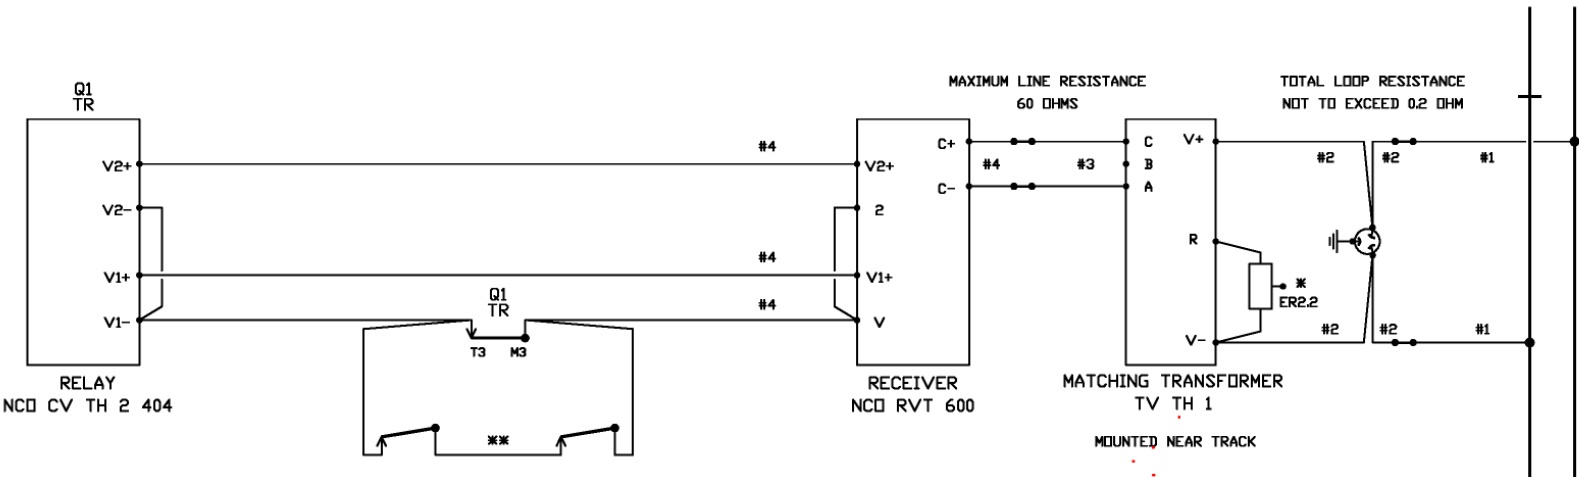 Q1
TR
V2+
V2-
V1+
V1-
RELAY
NCO CV TH 2 404
#4
#4
#4
Q1
TR
T3 M3
**
V2+
2
V1+
V
C+
C-
RECEIVER
NCO RVT 600
MAXIMUM LINE RESISTANCE
60 OHMS
#4 #3
C
B
A
V+
R
V-
MATCHING TRANSFORMER
TV TH 1
MOUNTED NEAR TRACK
*
ER2.2
TOTAL LOOP RESISTANCE
NOT TO EXCEED 0.2 OHM
#2 #2 #1
#2 #2 #1